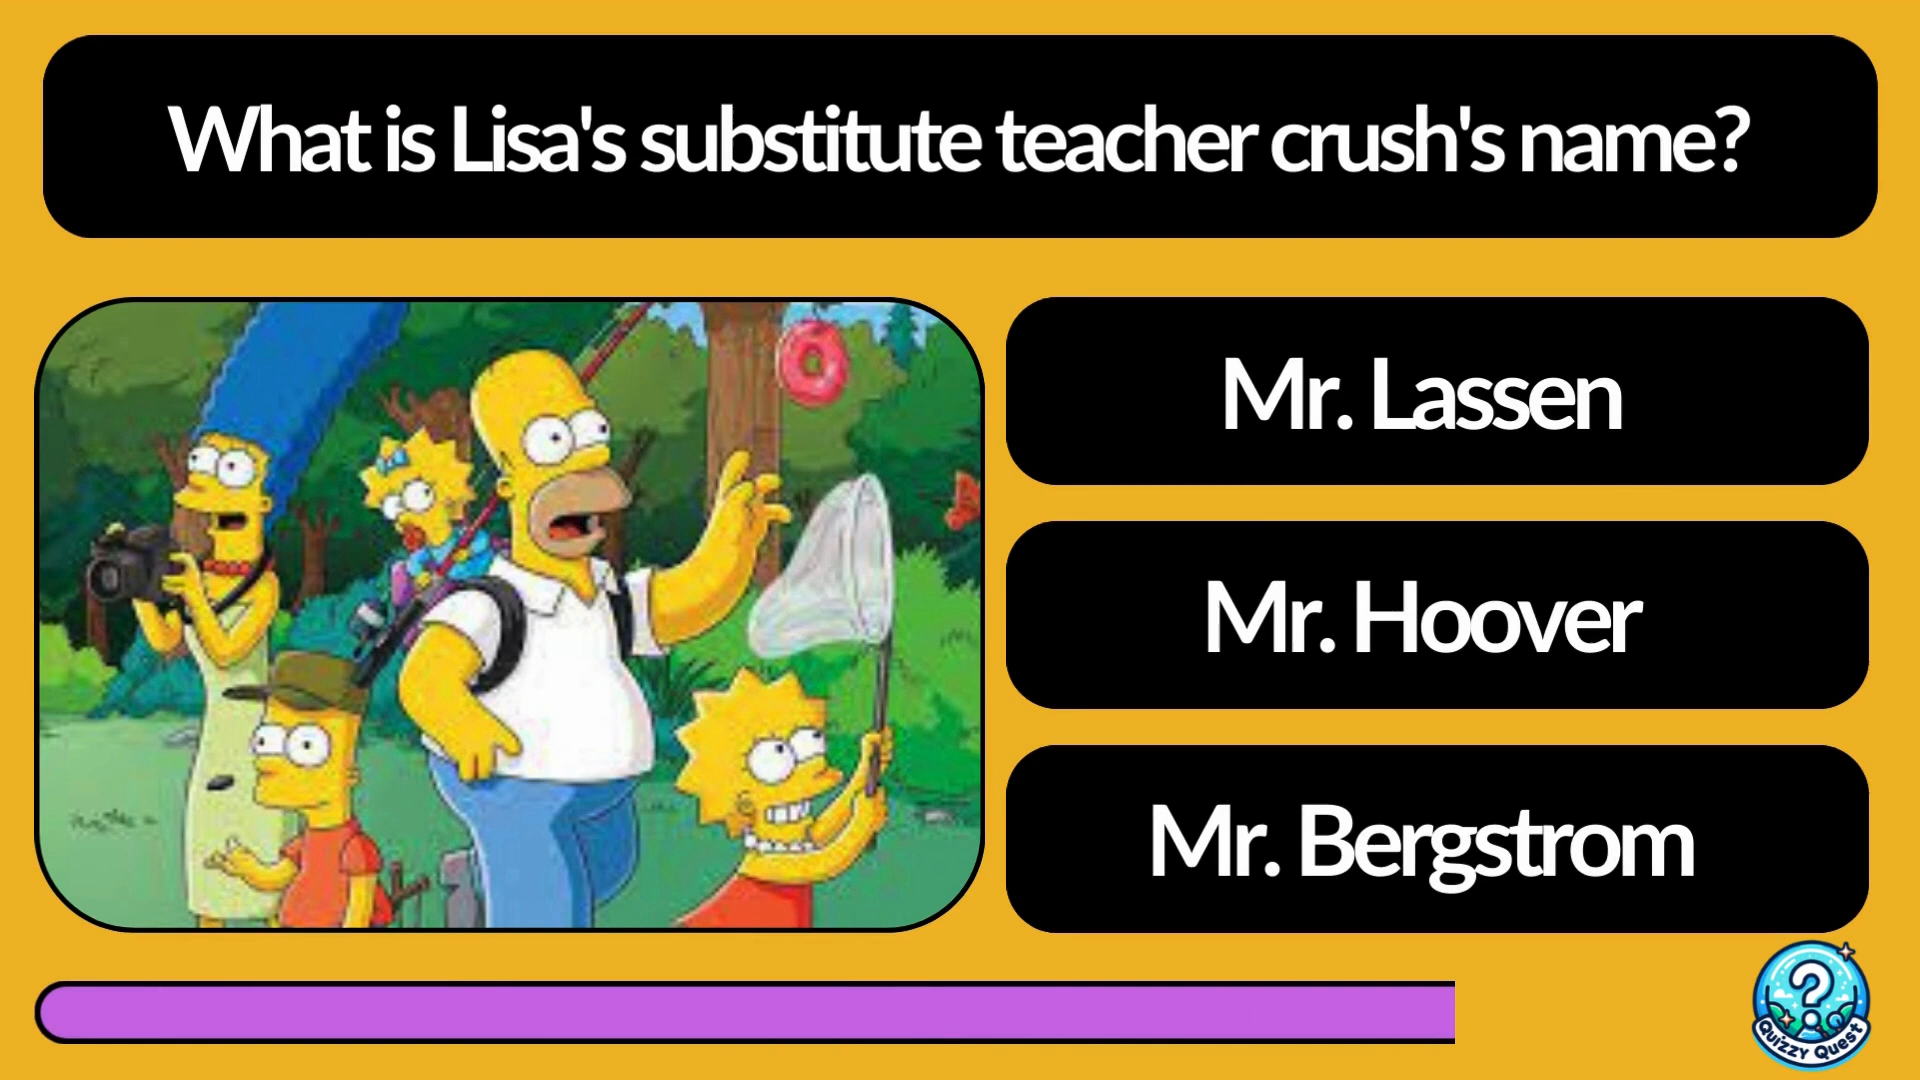 What is Lisa's substitute teacher crush's name?
Mr. Lassen
Mr. Hoover
Mr. Bergstrom
Quizzy Quest